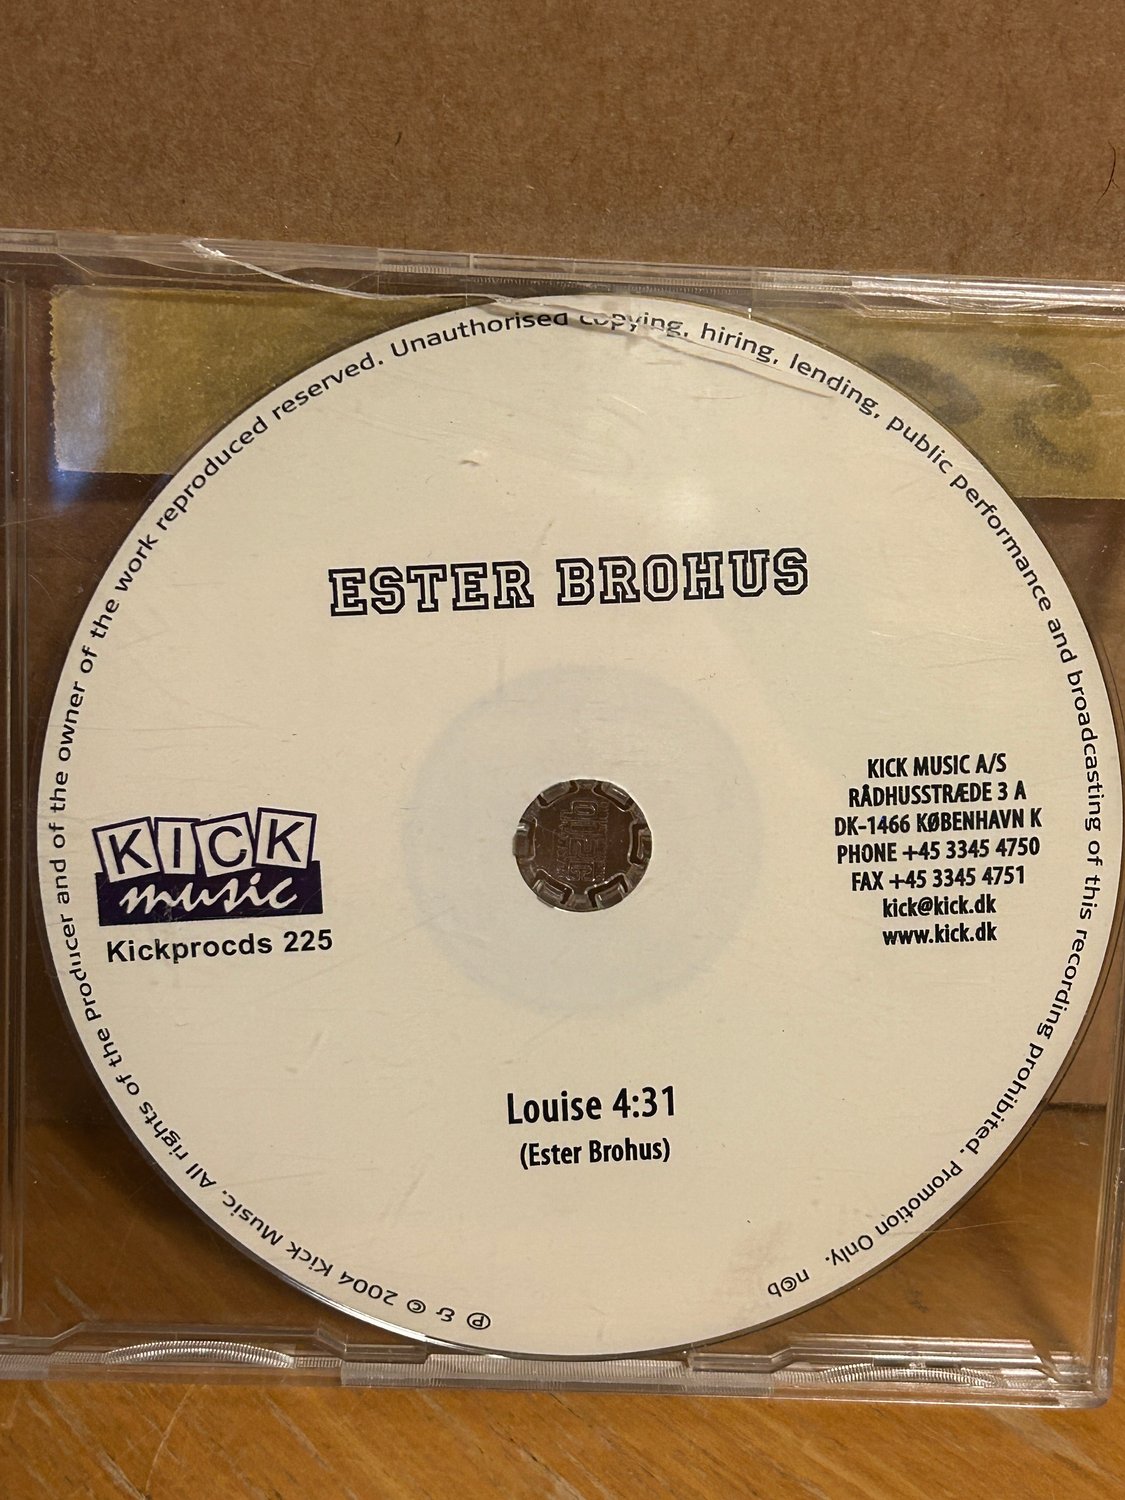 ESTER BROHUS
KICK
music
Kickprocds 225
KICK MUSIC A/S
RÅDHUSSTRÆDE 3 A
DK-1466 KØBENHAVN K
PHONE +45 3345 4750
FAX +45 3345 4751
kick@kick.dk
www.kick.dk
Louise 4:31
(Ester Brohus)
℗ & © 2004 Kick Music. All rights of the Producer and of the owner of the work reproduced reserved. Unauthorised copying, hiring, lending, public performance and broadcasting of this recording prohibited. Promotion Only. n©b